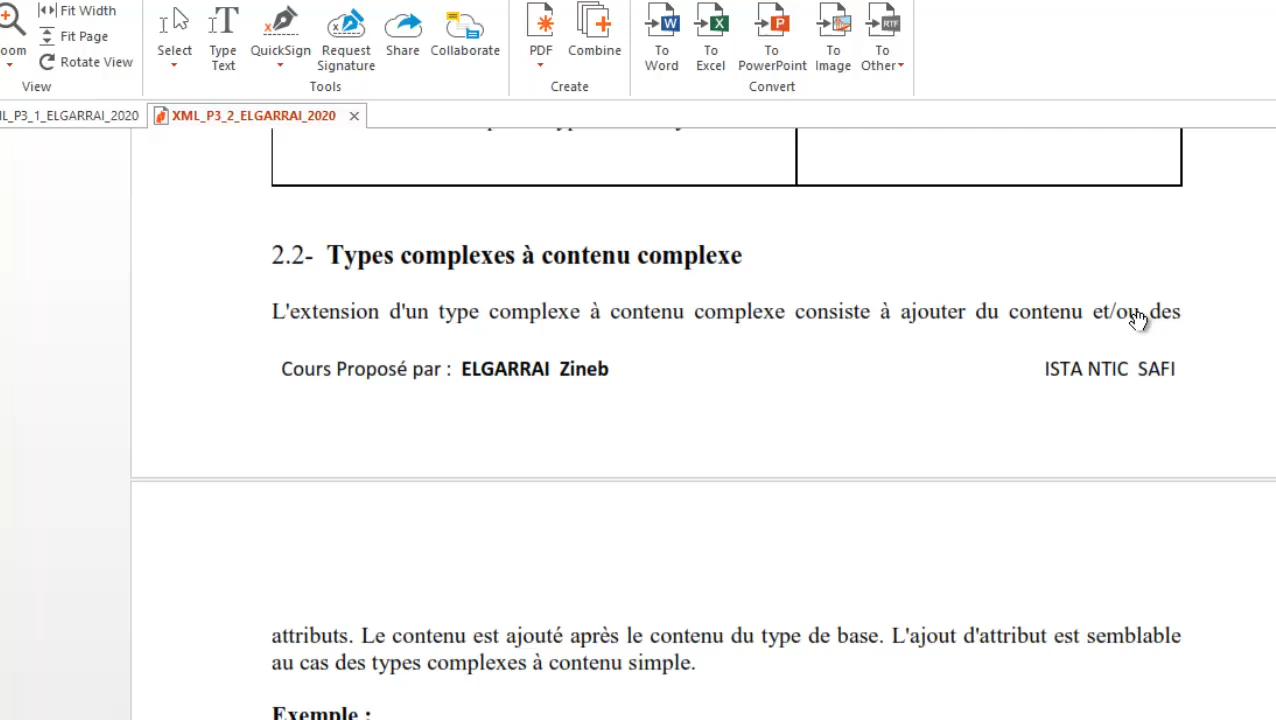 Fit Width
Fit Page
Rotate View
View
Select
Type Text
QuickSign
Request Signature
Share
Collaborate
Tools
PDF
Combine
Create
To Word
To Excel
To PowerPoint
To Image
To Other
Convert
L_P3_1_ELGARRAI_2020
XML_P3_2_ELGARRAI_2020
2.2- Types complexes à contenu complexe
L'extension d'un type complexe à contenu complexe consiste à ajouter du contenu et/ou des
Cours Proposé par : ELGARRAI Zineb
ISTA NTIC SAFI
attributs. Le contenu est ajouté après le contenu du type de base. L'ajout d'attribut est semblable
au cas des types complexes à contenu simple.
Exemple :